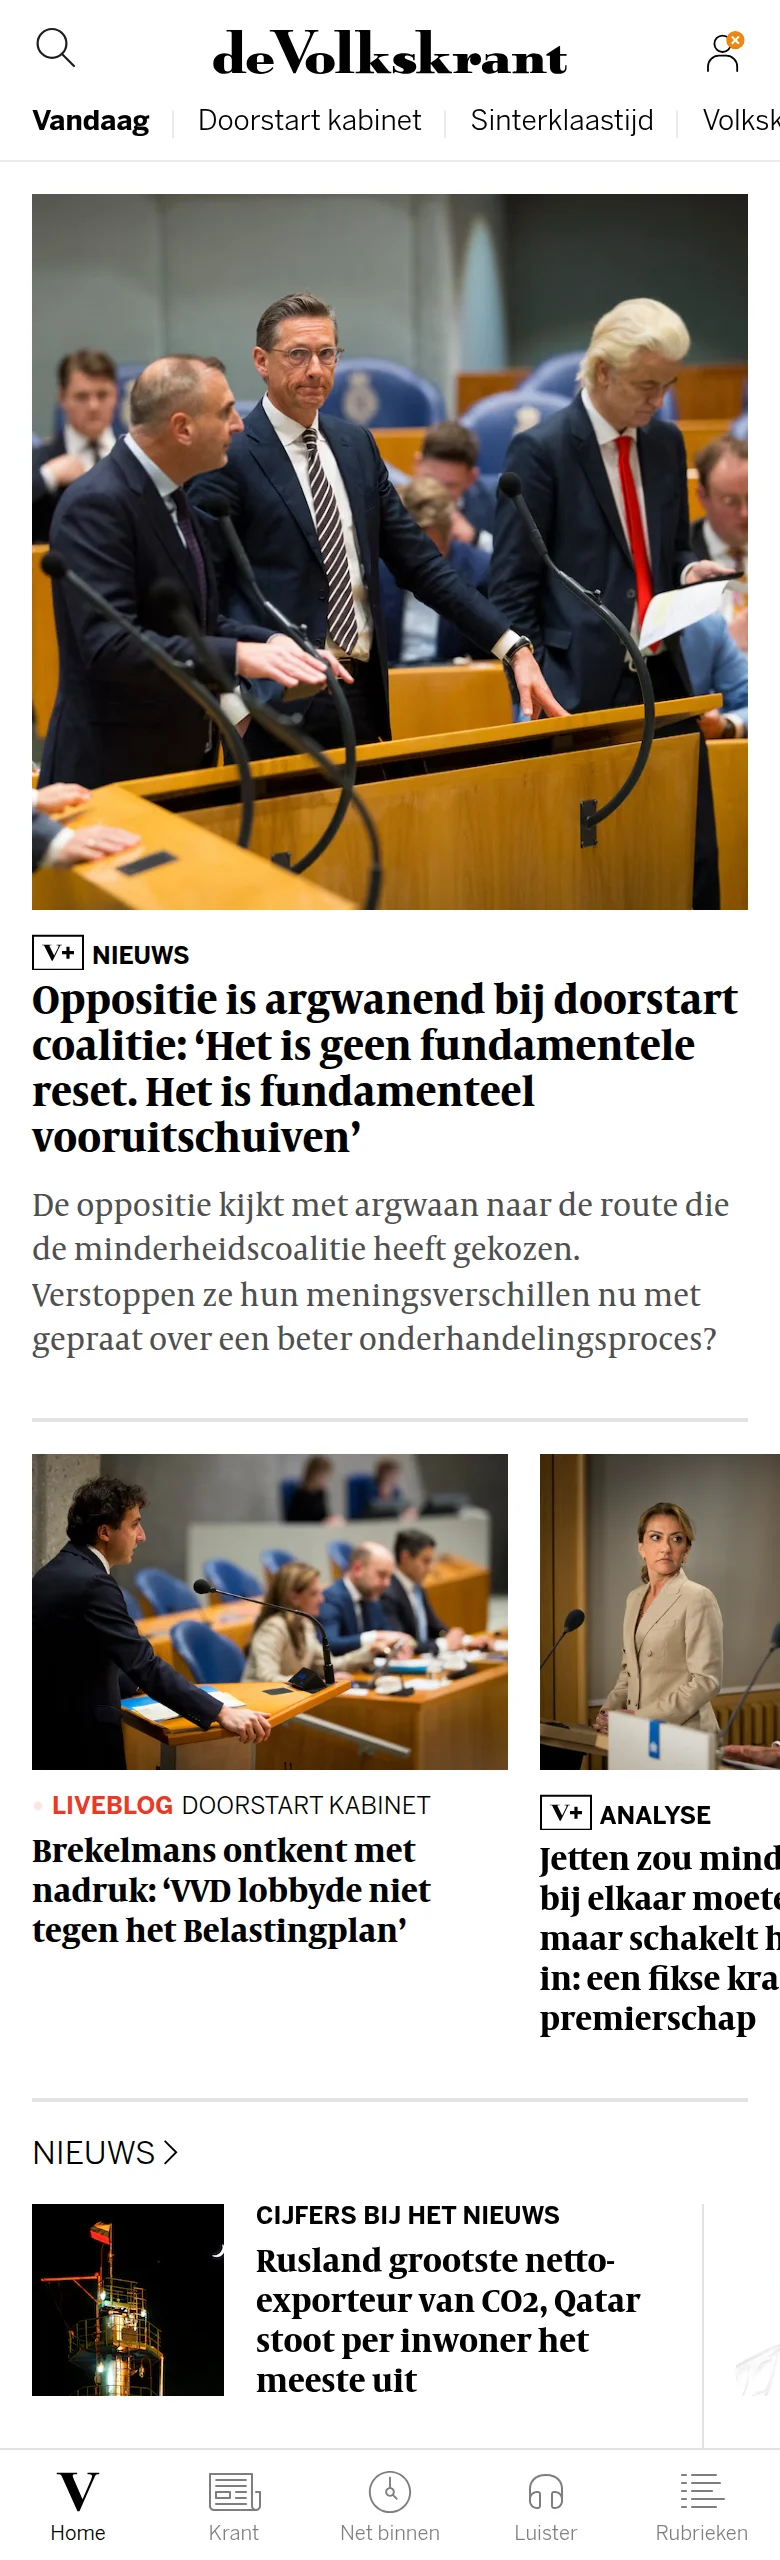 deVolkskrant
Vandaag
Doorstart kabinet
Sinterklaastijd
Volksk
V+ NIEUWS
Oppositie is argwanend bij doorstart
coalitie: ‘Het is geen fundamentele
reset. Het is fundamenteel
vooruitschuiven’
De oppositie kijkt met argwaan naar de route die
de minderheidscoalitie heeft gekozen.
Verstoppen ze hun meningsverschillen nu met
gepraat over een beter onderhandelingsproces?
LIVEBLOG DOORSTART KABINET
Brekelmans ontkent met
nadruk: ‘VVD lobbyde niet
tegen het Belastingplan’
V+ ANALYSE
Jetten zou mind
bij elkaar moete
maar schakelt h
in: een fikse kra
premierschap
NIEUWS
CIJFERS BIJ HET NIEUWS
Rusland grootste netto-
exporteur van CO2, Qatar
stoot per inwoner het
meeste uit
V
Home
Krant
Net binnen
Luister
Rubrieken